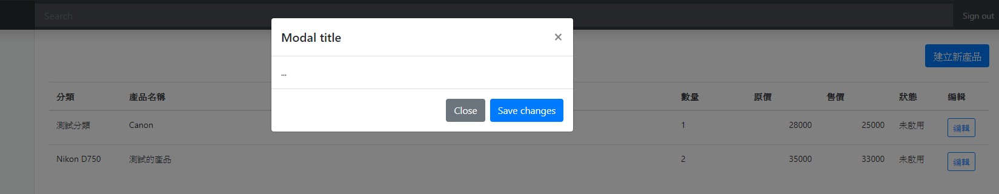 Search
Sign out
Modal title
×
建立新產品
...
分類 產品名稱 數量 原價 售價 狀態 編輯
Close Save changes
測試分類 Canon 1 28000 25000 未啟用 編輯
Nikon D750 測試的產品 2 35000 33000 未啟用 編輯